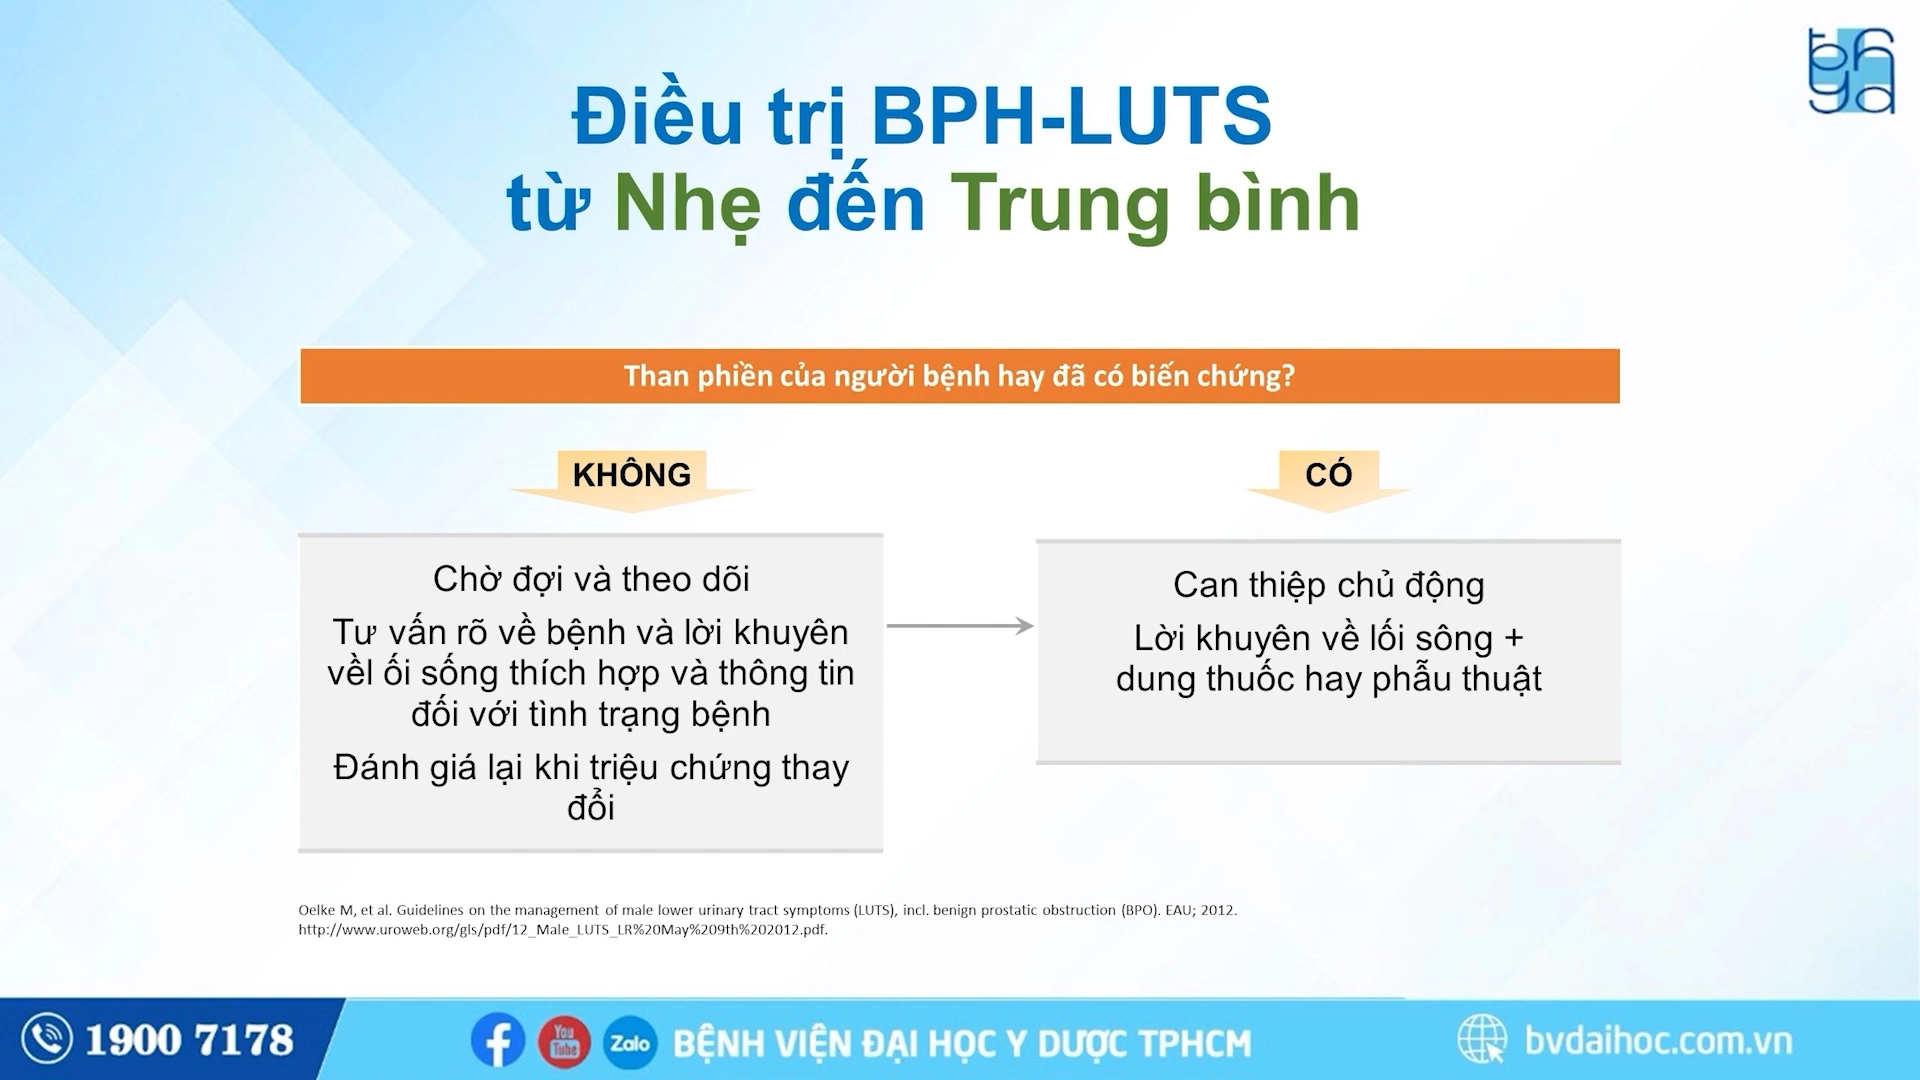 Điều trị BPH-LUTS
từ Nhẹ đến Trung bình
Than phiền của người bệnh hay đã có biến chứng?
KHÔNG
CÓ
Chờ đợi và theo dõi
Tư vấn rõ về bệnh và lời khuyên
vềl ối sống thích hợp và thông tin
đối với tình trạng bệnh
Đánh giá lại khi triệu chứng thay
đổi
Can thiệp chủ động
Lời khuyên về lối sông +
dung thuốc hay phẫu thuật
Oelke M, et al. Guidelines on the management of male lower urinary tract symptoms (LUTS), incl. benign prostatic obstruction (BPO). EAU; 2012.
http://www.uroweb.org/gls/pdf/12_Male_LUTS_LR%20May%209th%202012.pdf.
1900 7178
You
Tube
Zalo
BỆNH VIỆN ĐẠI HỌC Y DƯỢC TPHCM
bvdaihoc.com.vn